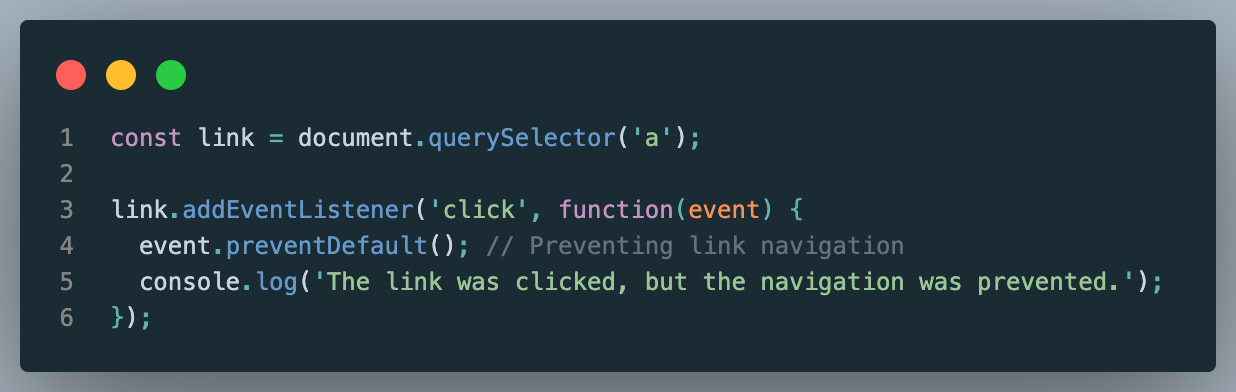 1 const link = document.querySelector('a');
2
3 link.addEventListener('click', function(event) {
4   event.preventDefault(); // Preventing link navigation
5   console.log('The link was clicked, but the navigation was prevented.');
6 });